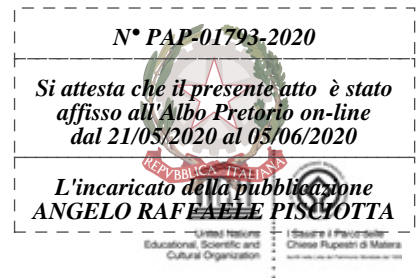 N° PAP-01793-2020
Si attesta che il presente atto è stato
affisso all'Albo Pretorio on-line
dal 21/05/2020 al 05/06/2020
REPVBBLICA ITALIANA
L'incaricato della pubblicazione
ANGELO RAFFAELE PISCIOTTA
United Nations
Educational, Scientific and
Cultural Organization
I Sassi e il Parco delle
Chiese Rupestri di Matera